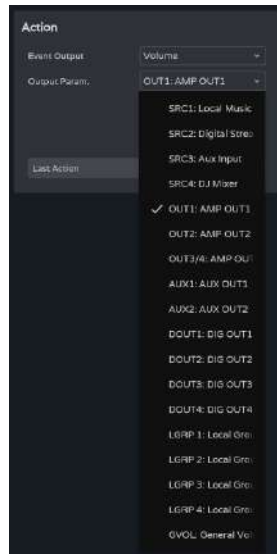 Action
Event Output Volume
Output Param. OUT1: AMP OUT1
SRC1: Local Music
SRC2: Digital Strea
SRC3: Aux Input
SRC4: DJ Mixer
Last Action
OUT1: AMP OUT1
OUT2: AMP OUT2
OUT3/4: AMP OUT
AUX1: AUX OUT1
AUX2: AUX OUT2
DOUT1: DIG OUT1
DOUT2: DIG OUT2
DOUT3: DIG OUT3
DOUT4: DIG OUT4
LGRP 1: Local Gro
LGRP 2: Local Gro
LGRP 3: Local Gro
LGRP 4: Local Gro
GVOL: General Vol